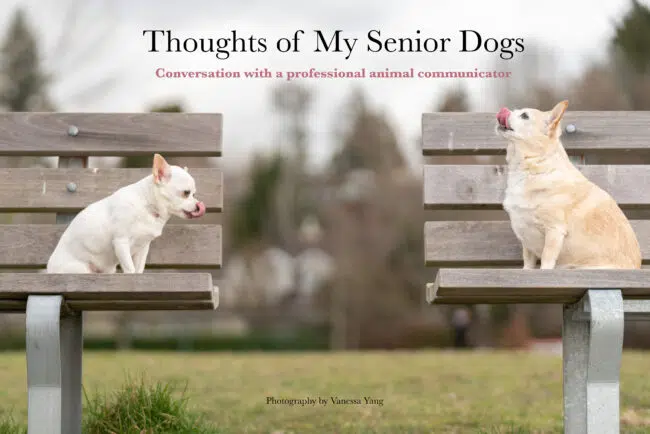 Thoughts of My Senior Dogs
Conversation with a professional animal communicator
Photography by Vanessa Yang